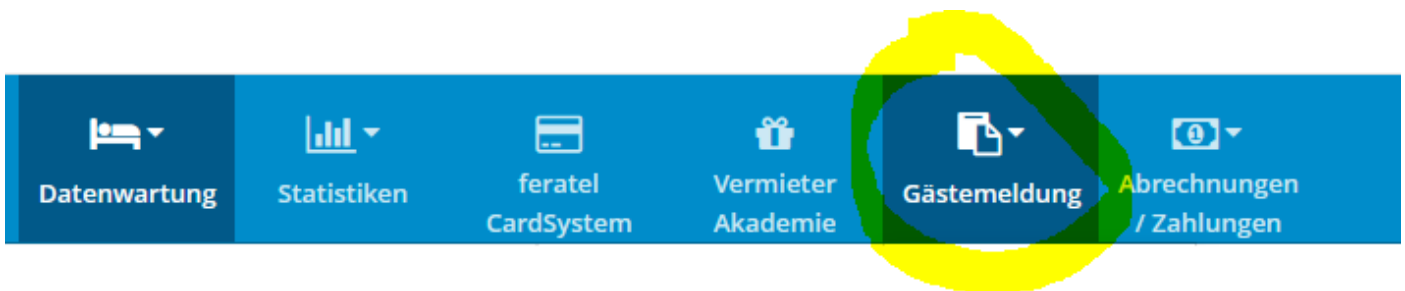 Datenwartung
Statistiken
feratel
CardSystem
Vermieter
Akademie
Gästemeldung
Abrechnungen
/ Zahlungen